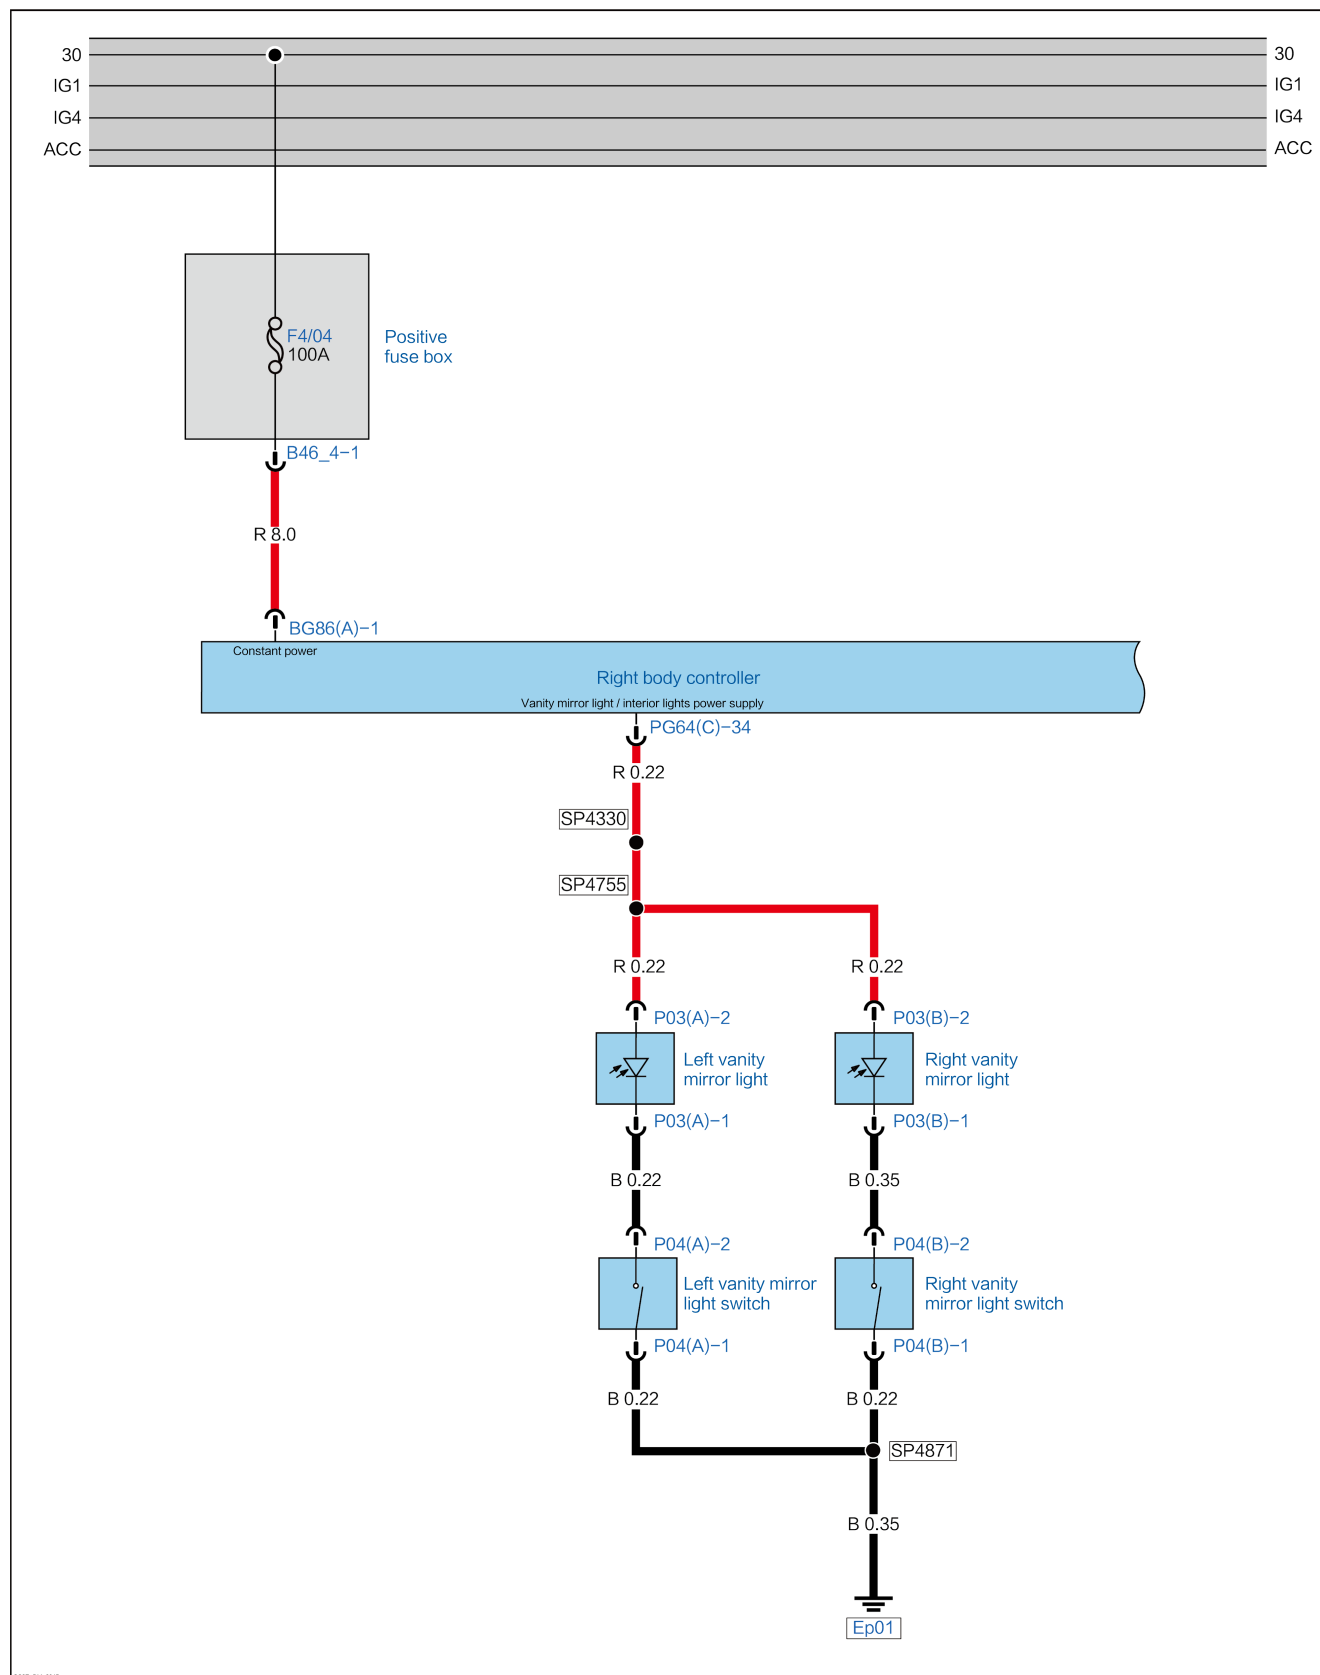 30
30
IG1
IG1
IG4
IG4
ACC
ACC
F4/04
100A
Positive
fuse box
B46_4-1
R 8.0
BG86(A)-1
Constant power
Right body controller
Vanity mirror light / interior lights power supply
PG64(C)-34
R 0.22
SP4330
SP4755
R 0.22
R 0.22
P03(A)-2
P03(B)-2
Left vanity
mirror light
Right vanity
mirror light
P03(A)-1
P03(B)-1
B 0.22
B 0.35
P04(A)-2
P04(B)-2
Left vanity mirror
light switch
Right vanity
mirror light switch
P04(A)-1
P04(B)-1
B 0.22
B 0.22
SP4871
B 0.35
Ep01